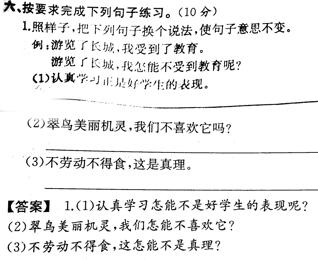 六、按要求完成下列句子练习。(10分)
1.照样子,把下列句子换个说法,使句子意思不变。
例:游览了长城,我受到了教育。
游览了长城,我怎能不受到教育呢?
(1)认真学习正是好学生的表现。
(2)翠鸟美丽机灵,我们不喜欢它吗?
(3)不劳动不得食,这是真理。
【答案】 1.(1)认真学习怎能不是好学生的表现呢?
(2)翠鸟美丽机灵,我们怎能不喜欢它?
(3)不劳动不得食,这怎能不是真理?